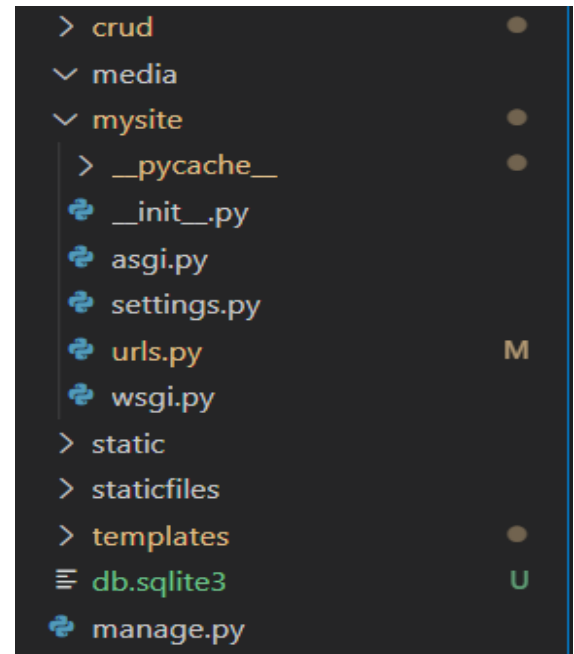 crud
media
mysite
__pycache__
__init__.py
asgi.py
settings.py
urls.py M
wsgi.py
static
staticfiles
templates
db.sqlite3 U
manage.py